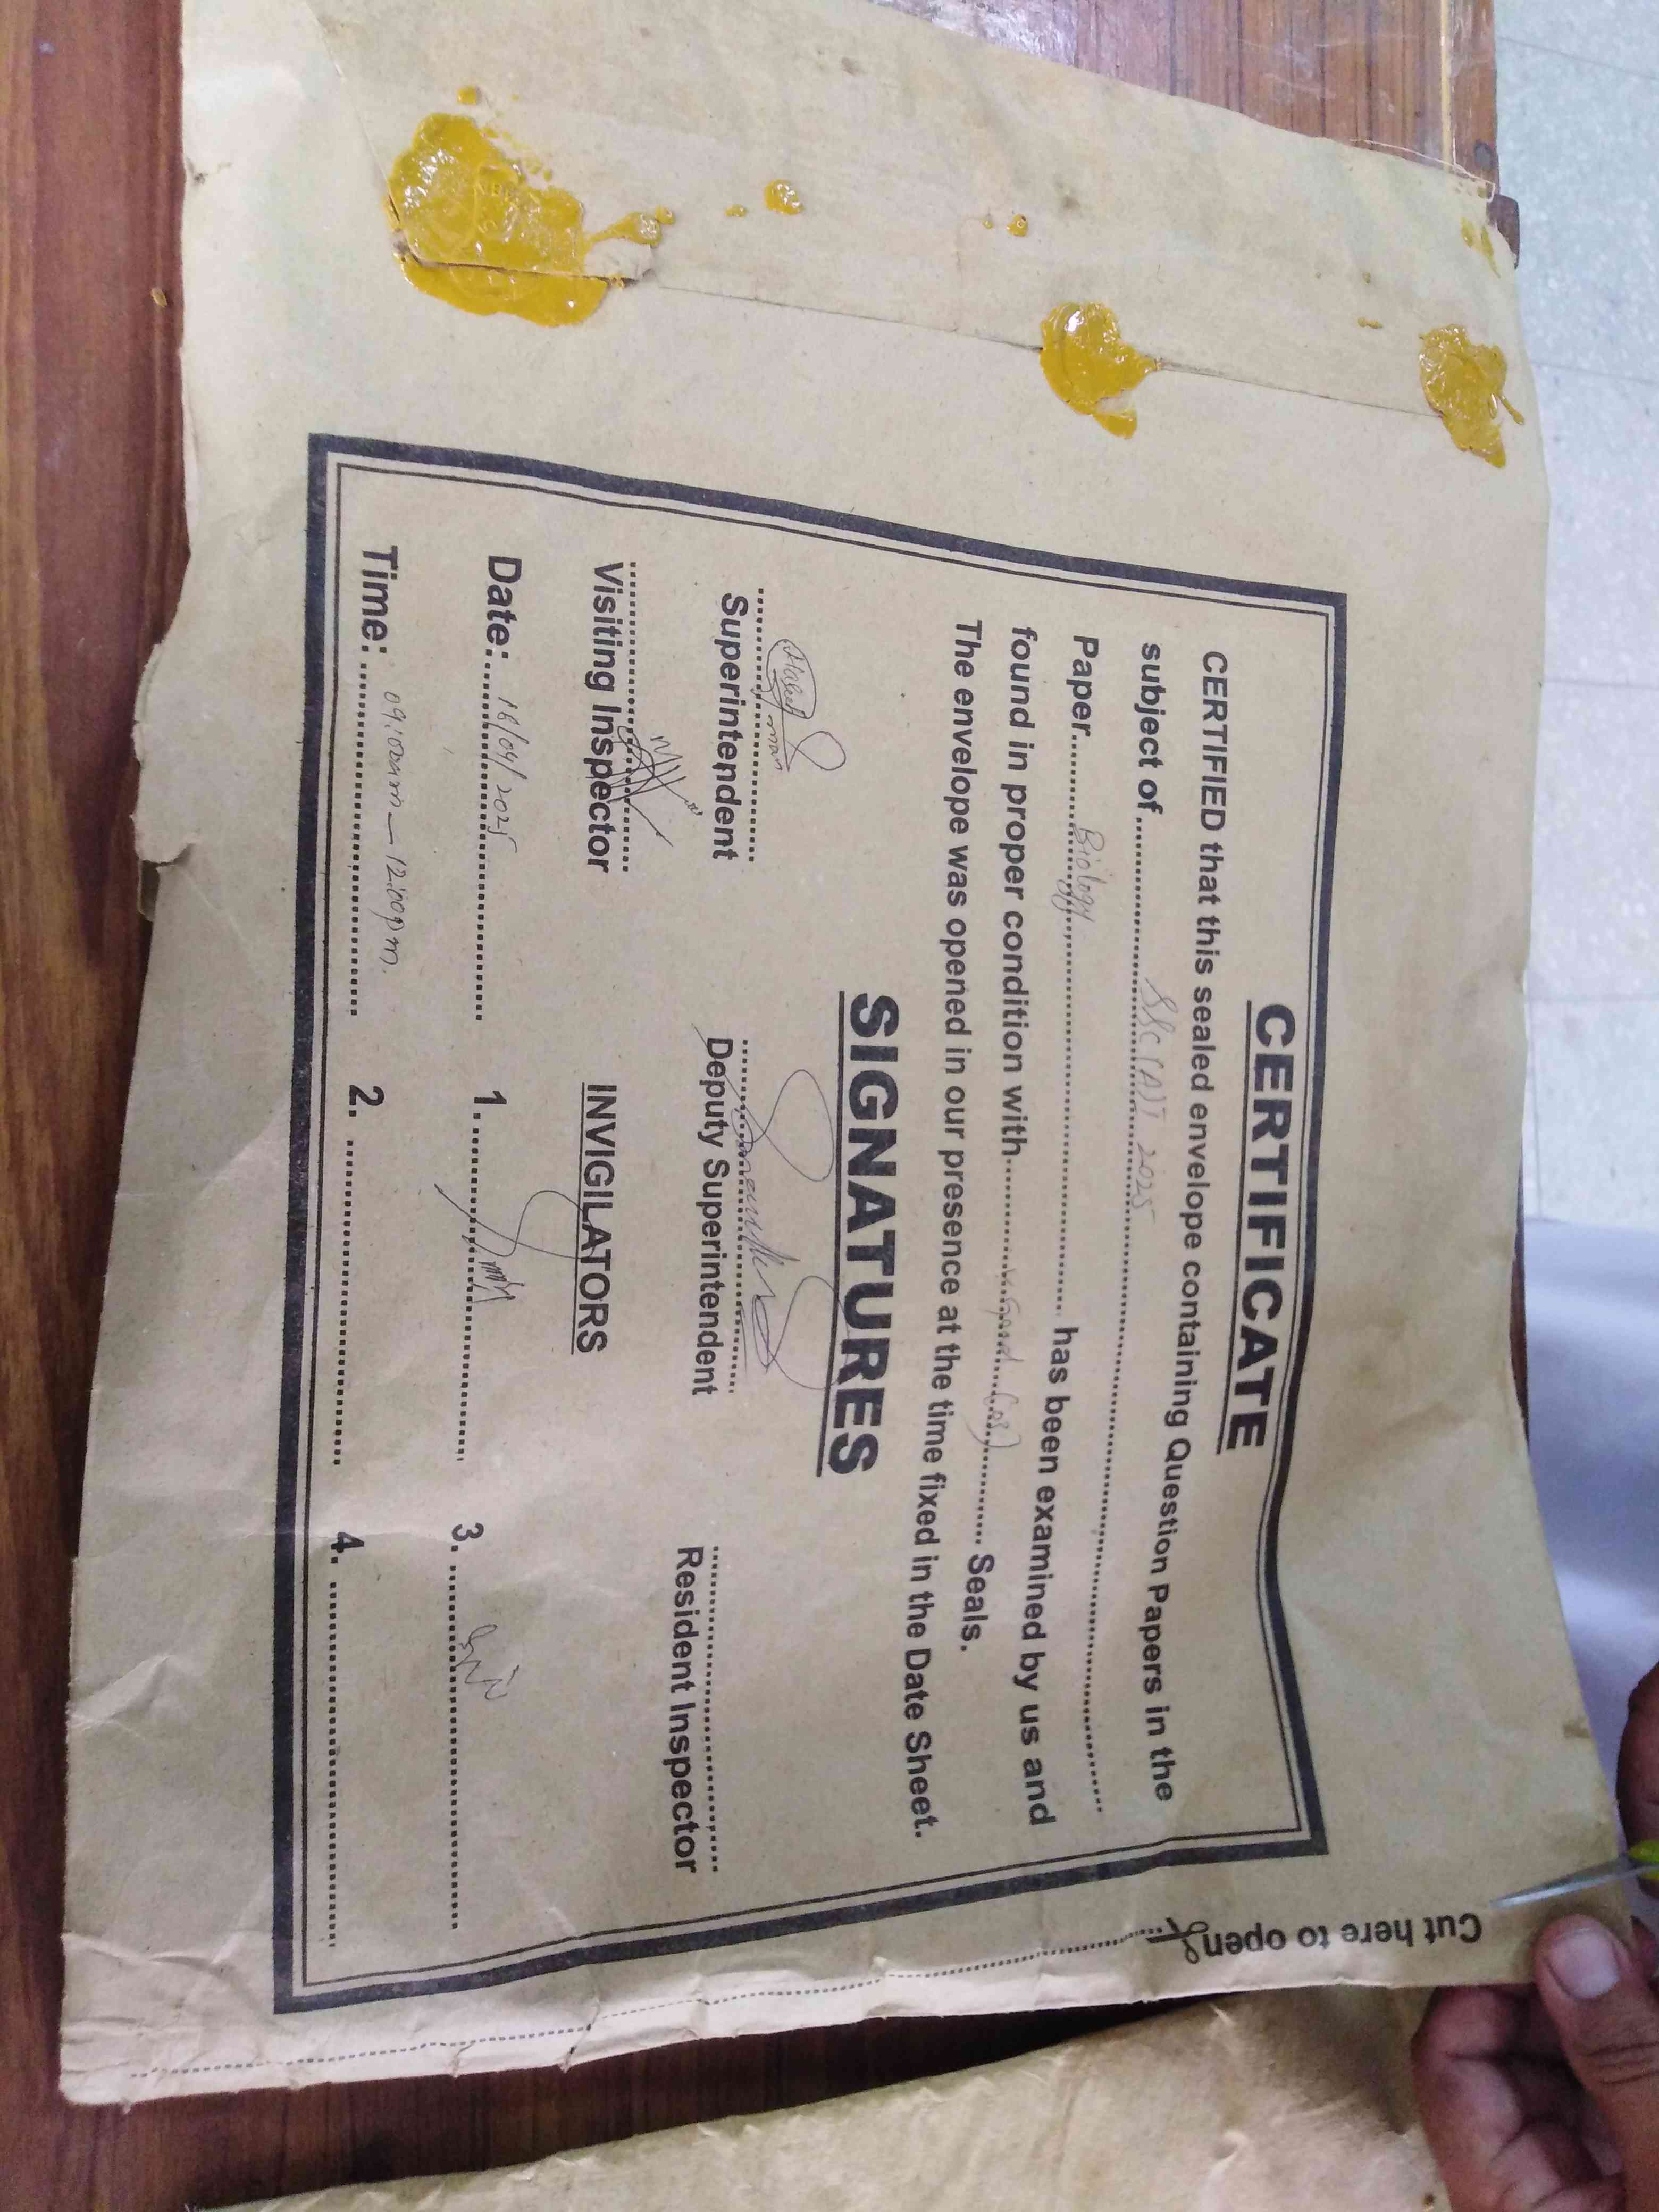 CERTIFICATE
CERTIFIED that this sealed envelope containing Question Papers in the
subject of SSC (A) I 2025
Paper Biology has been examined by us and
found in proper condition with Good Seals.
The envelope was opened in our presence at the time fixed in the Date Sheet.
SIGNATURES
Superintendent Deputy Superintendent Resident Inspector
Visiting Inspector INVIGILATORS
Date: 16/04/2025 1. 3.
Time: 09:00am – 12:00pm. 2. 4.
Cut here to open